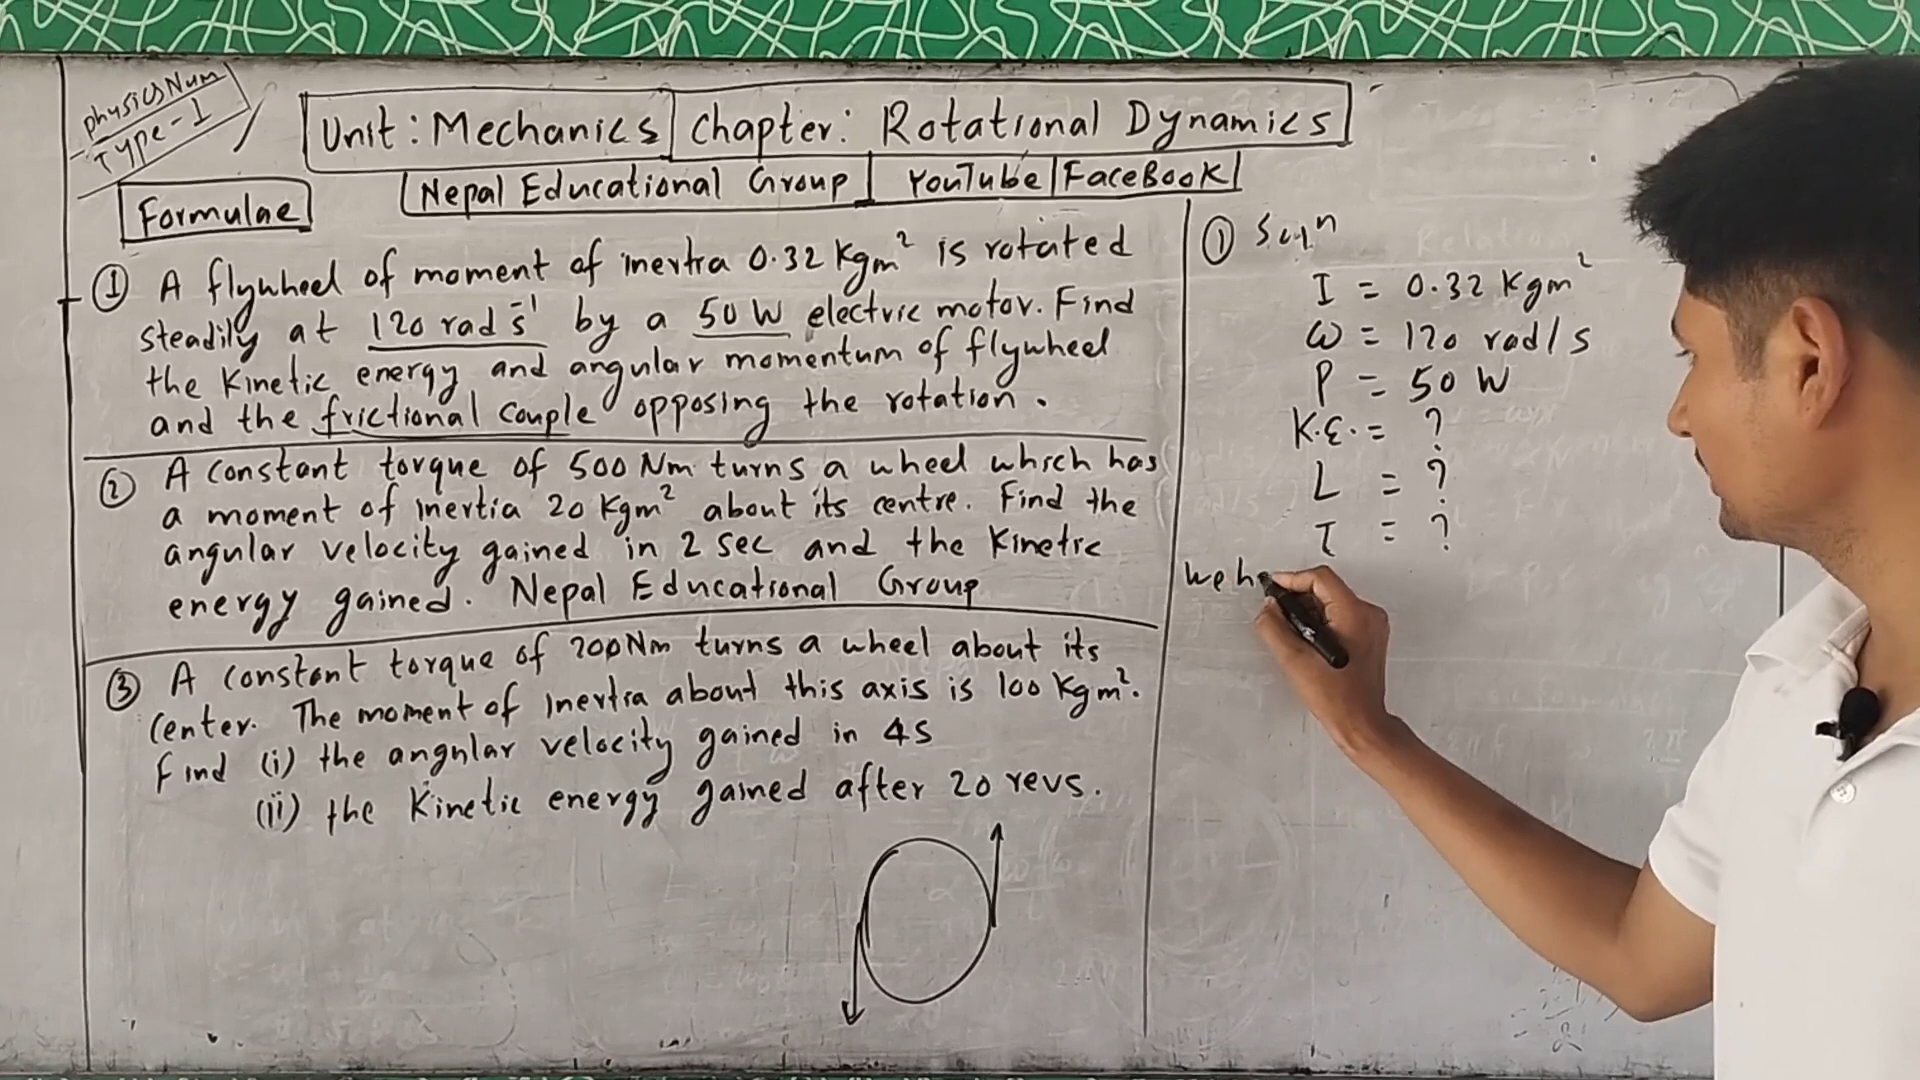 physics Num
Type-I
Unit: Mechanics Chapter: Rotational Dynamics
Nepal Educational Group YouTube FaceBook
Formulae
① A flywheel of moment of inertia 0.32 Kgm² is rotated
steadily at 120 rad s⁻¹ by a 50 W electric motor. Find
the Kinetic energy and angular momentum of flywheel
and the frictional couple opposing the rotation.
② A constant torque of 500 Nm turns a wheel which has
a moment of inertia 20 Kgm² about its centre. Find the
angular velocity gained in 2 sec and the Kinetic
energy gained. Nepal Educational Group
③ A constant torque of 200Nm turns a wheel about its
center. The moment of Inertia about this axis is 100 Kgm².
Find (i) the angular velocity gained in 4s
(ii) the Kinetic energy gained after 20 revs.
① Solⁿ
I = 0.32 Kgm²
ω = 120 rad/s
P = 50 W
K.E. = ?
L = ?
τ = ?
We ha